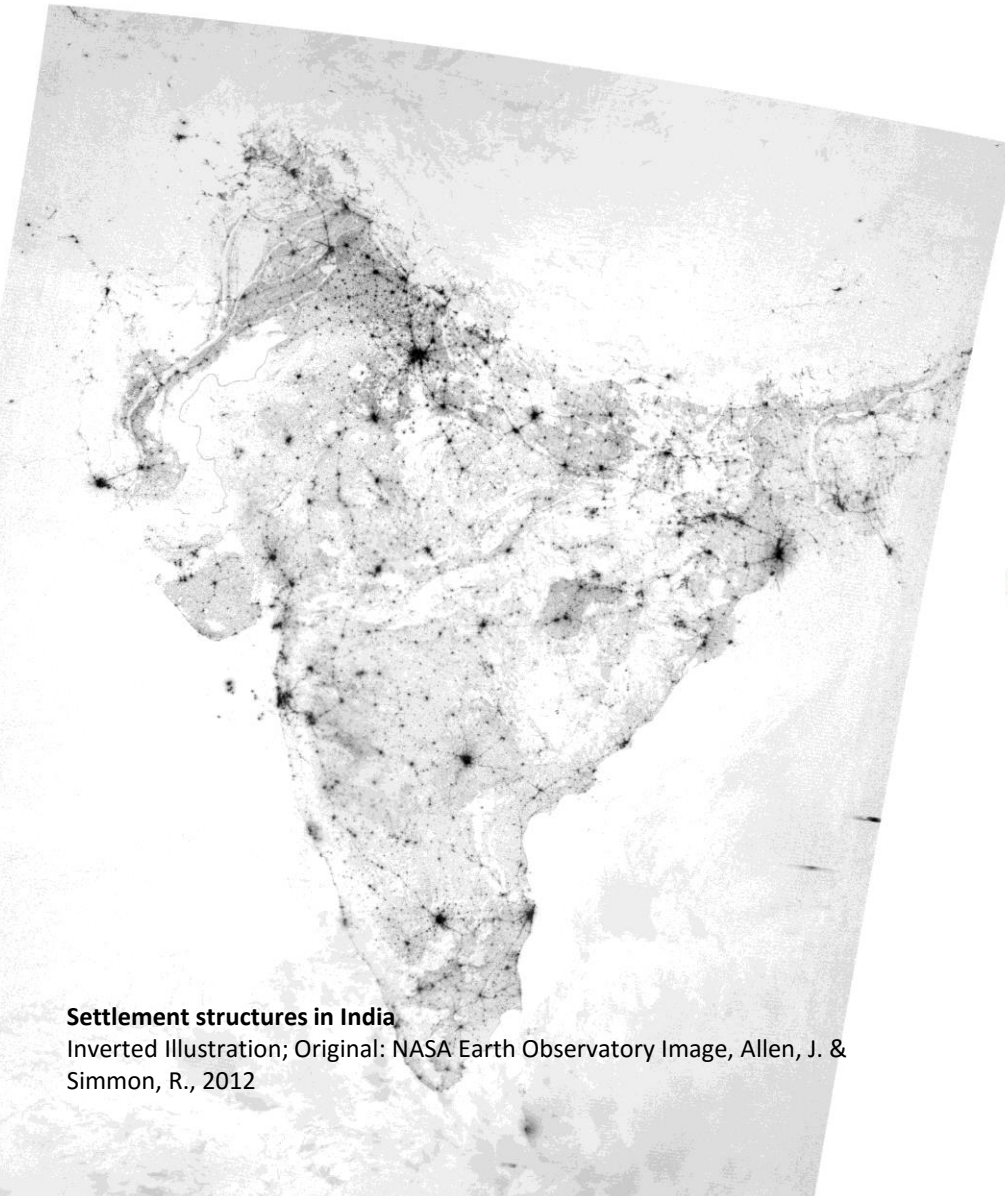 Settlement structures in India
Inverted Illustration; Original: NASA Earth Observatory Image, Allen, J. &
Simmon, R., 2012